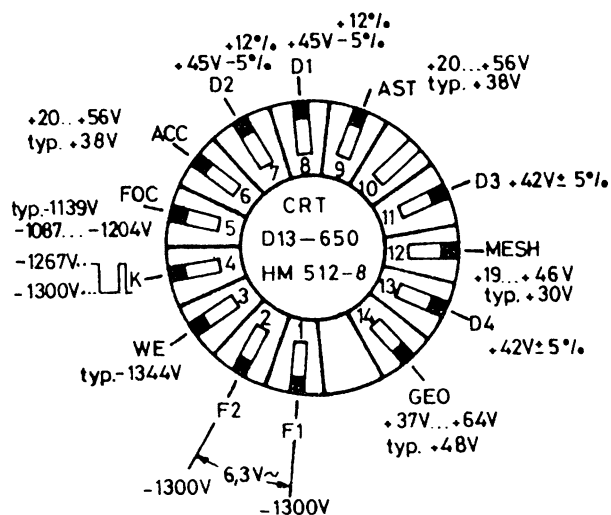 +12%
+45V-5%
D1
+12%
+45V-5%
D2
+20...+56V
typ. +38V
AST
+20...+56V
typ. +38V
ACC
FOC
typ.-1139V
-1087...-1204V
-1267V..
-1300V..
K
WE
typ.-1344V
F2
F1
6,3V~
-1300V
-1300V
D3 +42V± 5%
MESH
+19...+46V
typ.+30V
D4
+42V±5%
GEO
+37V...+64V
typ. +48V
CRT
D13-650
HM 512-8
1
2
3
4
5
6
7
8
9
10
11
12
13
14